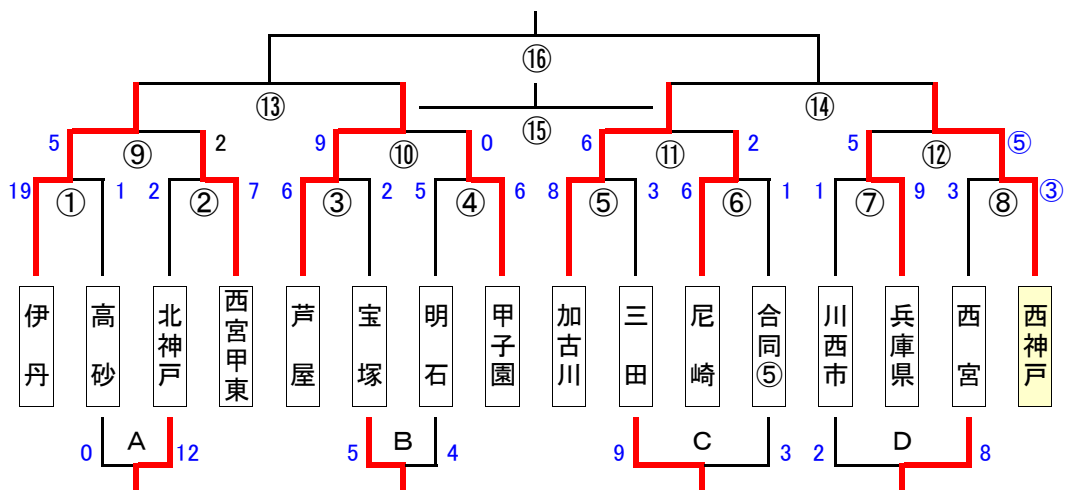 ⑯
⑬
⑭
⑮
5
⑨
2
9
⑩
0
6
⑪
2
5
⑫
⑤
19
①
1
2
②
7
6
③
2
5
④
6
8
⑤
3
6
⑥
1
1
⑦
9
3
⑧
③
伊丹
高砂
北神戸
西宮甲東
芦屋
宝塚
明石
甲子園
加古川
三田
尼崎
合同⑤
川西市
兵庫県
西宮
西神戸
0
A
12
5
B
4
9
C
3
2
D
8